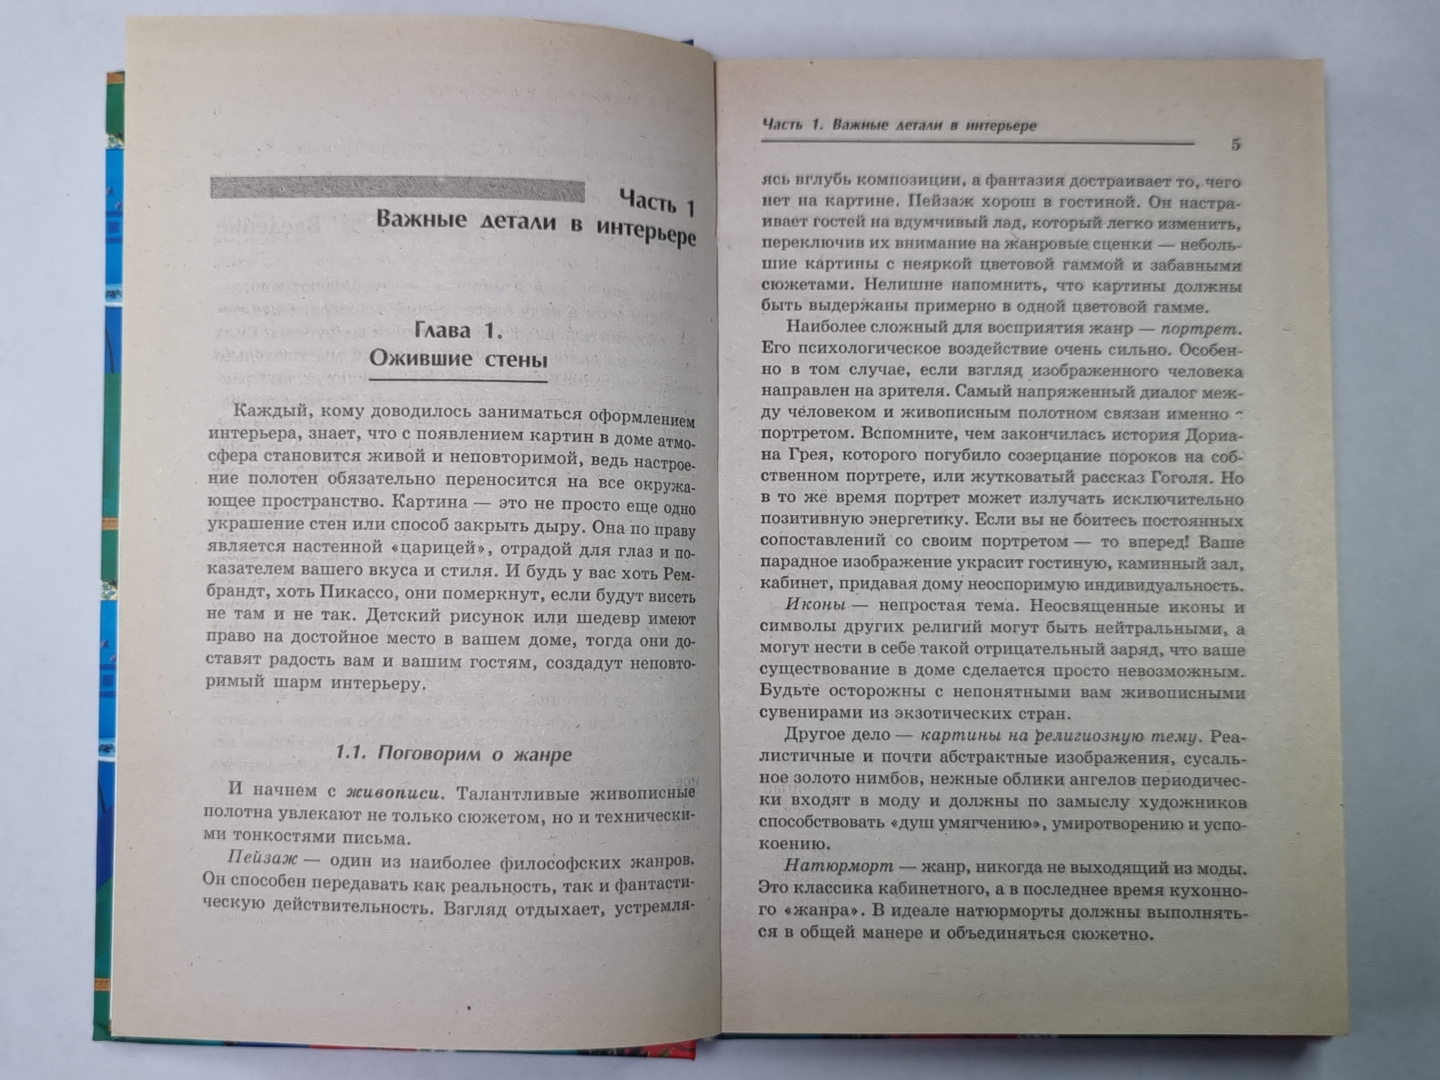 Часть 1
Важные детали в интерьере
Глава 1.
Ожившие стены
Каждый, кому доводилось заниматься оформлением
интерьера, знает, что с появлением картин в доме атмо-
сфера становится живой и неповторимой, ведь настрое-
ние полотен обязательно переносится на все окружа-
ющее пространство. Картина — это не просто еще одно
украшение стен или способ закрыть дыру. Она по праву
является настенной «царицей», отрадой для глаз и по-
казателем вашего вкуса и стиля. И будь у вас хоть Рем-
брандт, хоть Пикассо, они померкнут, если будут висеть
не там и не так. Детский рисунок или шедевр имеют
право на достойное место в вашем доме, тогда они до-
ставят радость вам и вашим гостям, создадут неповто-
римый шарм интерьеру.
1.1. Поговорим о жанре
И начнем с живописи. Талантливые живописные
полотна увлекают не только сюжетом, но и технически-
ми тонкостями письма.
Пейзаж — один из наиболее философских жанров.
Он способен передавать как реальность, так и фантасти-
ческую действительность. Взгляд отдыхает, устремля-
Часть 1. Важные детали в интерьере
5
ясь вглубь композиции, а фантазия достраивает то, чего
нет на картине. Пейзаж хорош в гостиной. Он настра-
ивает гостей на вдумчивый лад, который легко изменить,
переключив их внимание на жанровые сценки — неболь-
шие картины с неяркой цветовой гаммой и забавными
сюжетами. Нелишне напомнить, что картины должны
быть выдержаны примерно в одной цветовой гамме.
Наиболее сложный для восприятия жанр — портрет.
Его психологическое воздействие очень сильно. Особен-
но в том случае, если взгляд изображенного человека
направлен на зрителя. Самый напряженный диалог меж-
ду человеком и живописным полотном связан именно с
портретом. Вспомните, чем закончилась история Дориа-
на Грея, которого погубило созерцание пороков на соб-
ственном портрете, или жутковатый рассказ Гоголя. Но
в то же время портрет может излучать исключительно
позитивную энергетику. Если вы не боитесь постоянных
сопоставлений со своим портретом — то вперед! Ваше
парадное изображение украсит гостиную, каминный зал,
кабинет, придавая дому неоспоримую индивидуальность.
Иконы — непростая тема. Неосвященные иконы и
символы других религий могут быть нейтральными, а
могут нести в себе такой отрицательный заряд, что ваше
существование в доме сделается просто невозможным.
Будьте осторожны с непонятными вам живописными
сувенирами из экзотических стран.
Другое дело — картины на религиозную тему. Реа-
листичные и почти абстрактные изображения, сусаль-
ное золото нимбов, нежные облики ангелов периодичес-
ки входят в моду и должны по замыслу художников
способствовать «душ умягчению», умиротворению и успо-
коению.
Натюрморт — жанр, никогда не выходящий из моды.
Это классика кабинетного, а в последнее время кухонно-
го «жанра». В идеале натюрморты должны выполнять-
ся в общей манере и объединяться сюжетно.